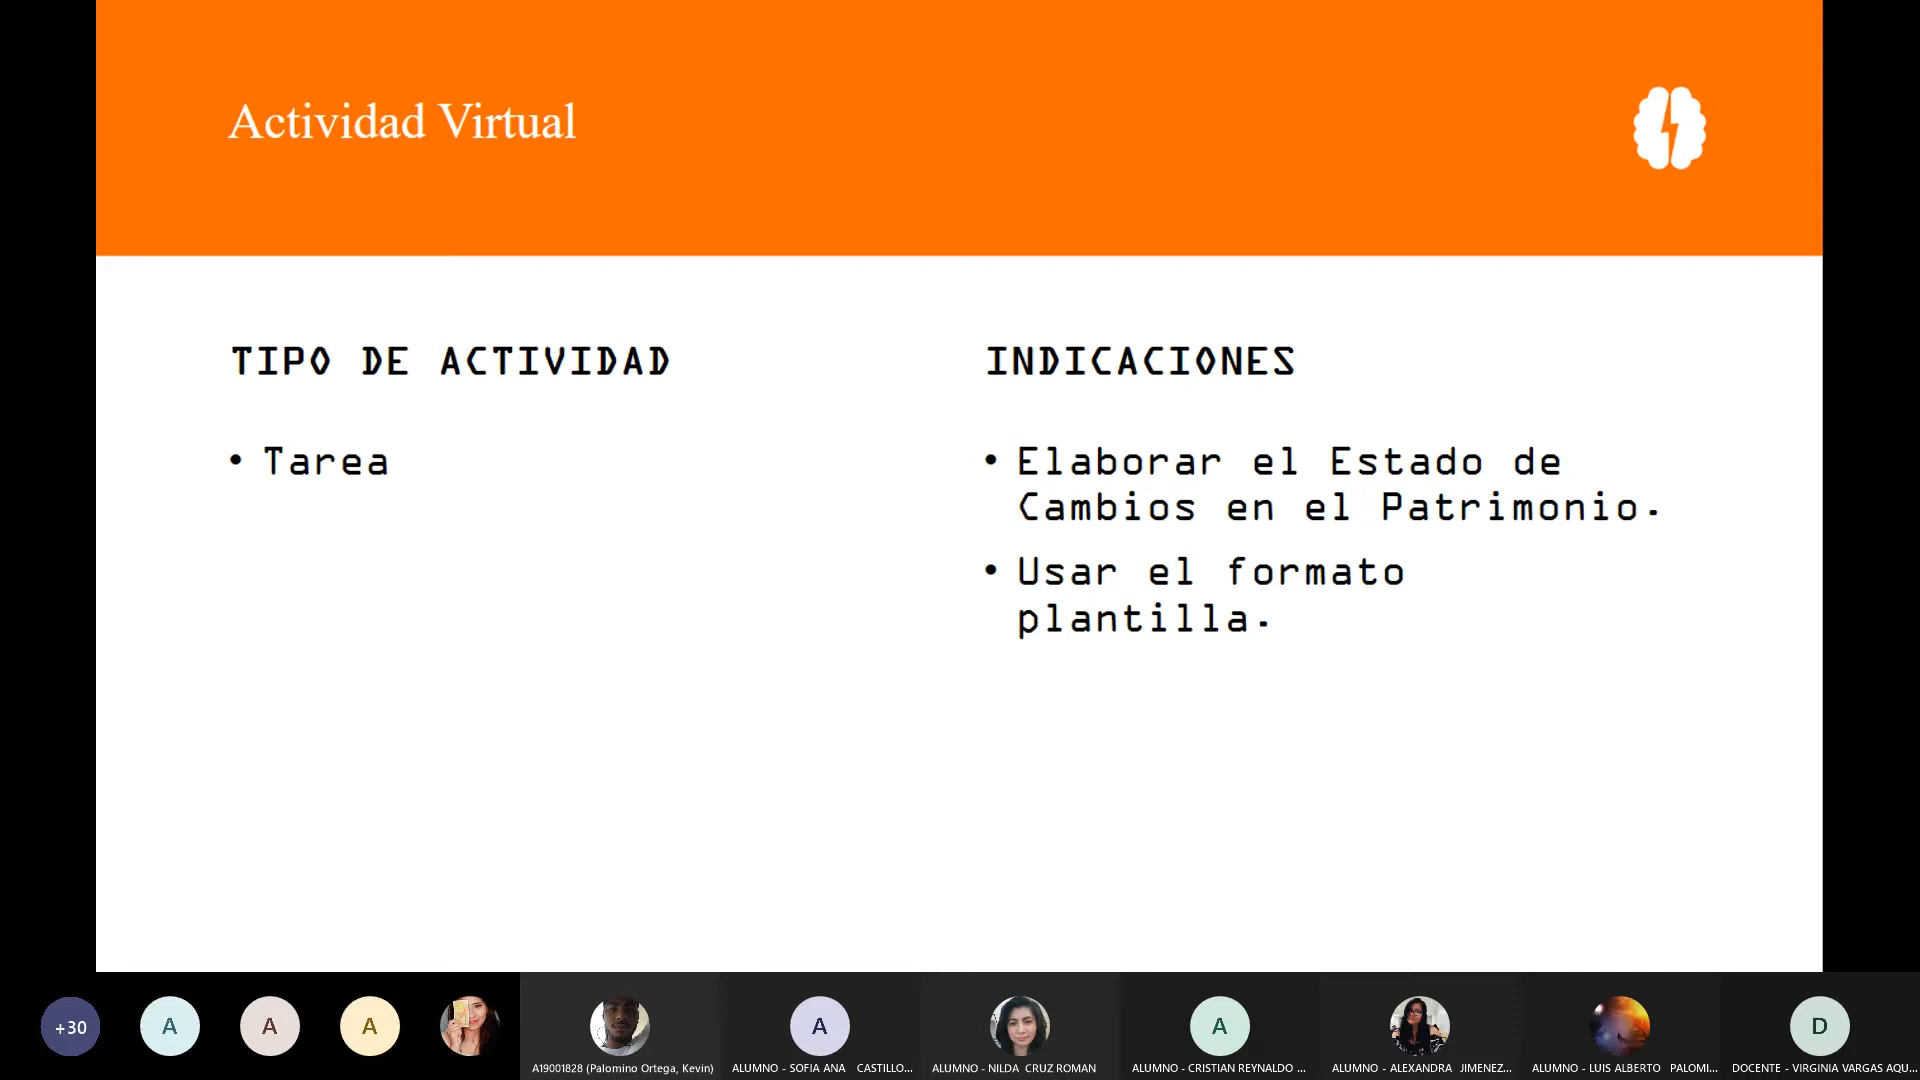 Actividad Virtual
TIPO DE ACTIVIDAD
• Tarea
INDICACIONES
• Elaborar el Estado de
Cambios en el Patrimonio.
• Usar el formato
plantilla.
+30
A
A
A
A
A
D
A19001828 (Palomino Ortega, Kevin)
ALUMNO - SOFIA ANA CASTILLO...
ALUMNO - NILDA CRUZ ROMAN
ALUMNO - CRISTIAN REYNALDO ...
ALUMNO - ALEXANDRA JIMENEZ...
ALUMNO - LUIS ALBERTO PALOMI...
DOCENTE - VIRGINIA VARGAS AQU...